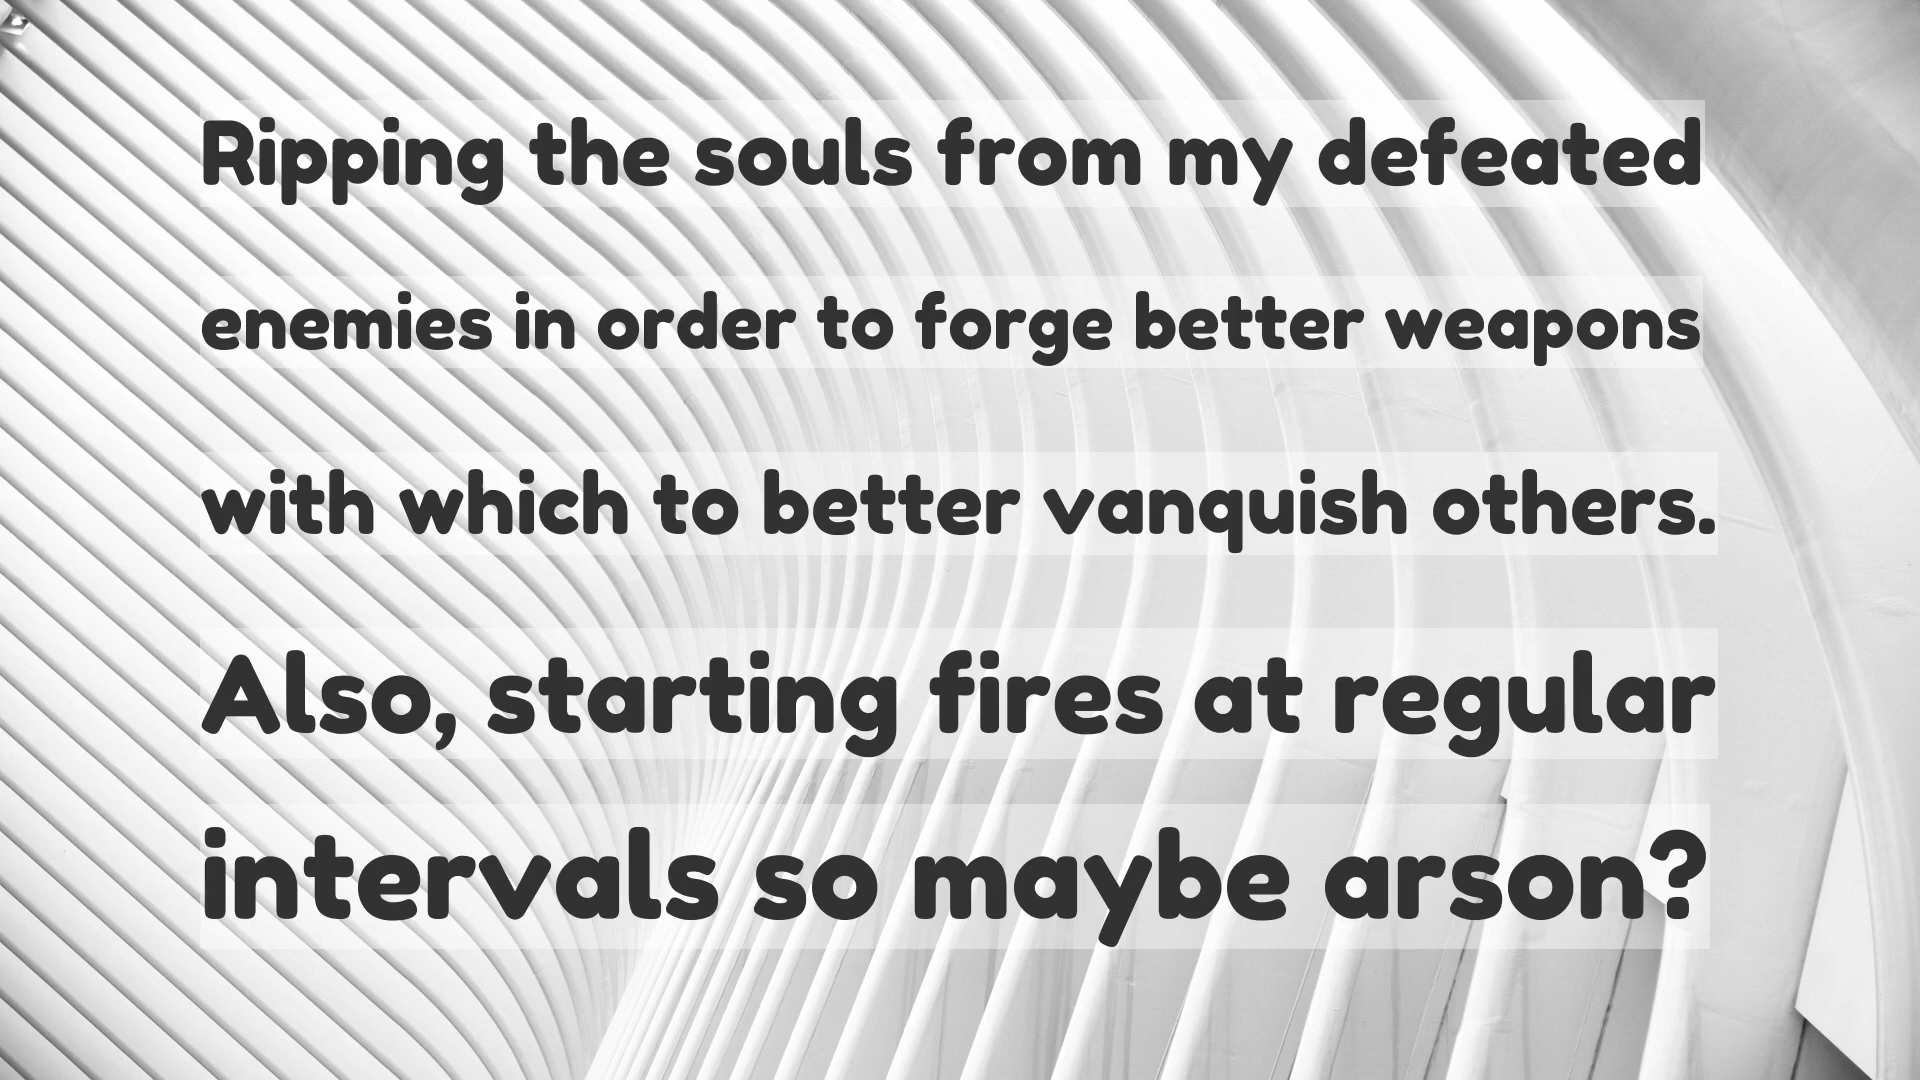 Ripping the souls from my defeated
enemies in order to forge better weapons
with which to better vanquish others.
Also, starting fires at regular
intervals so maybe arson?